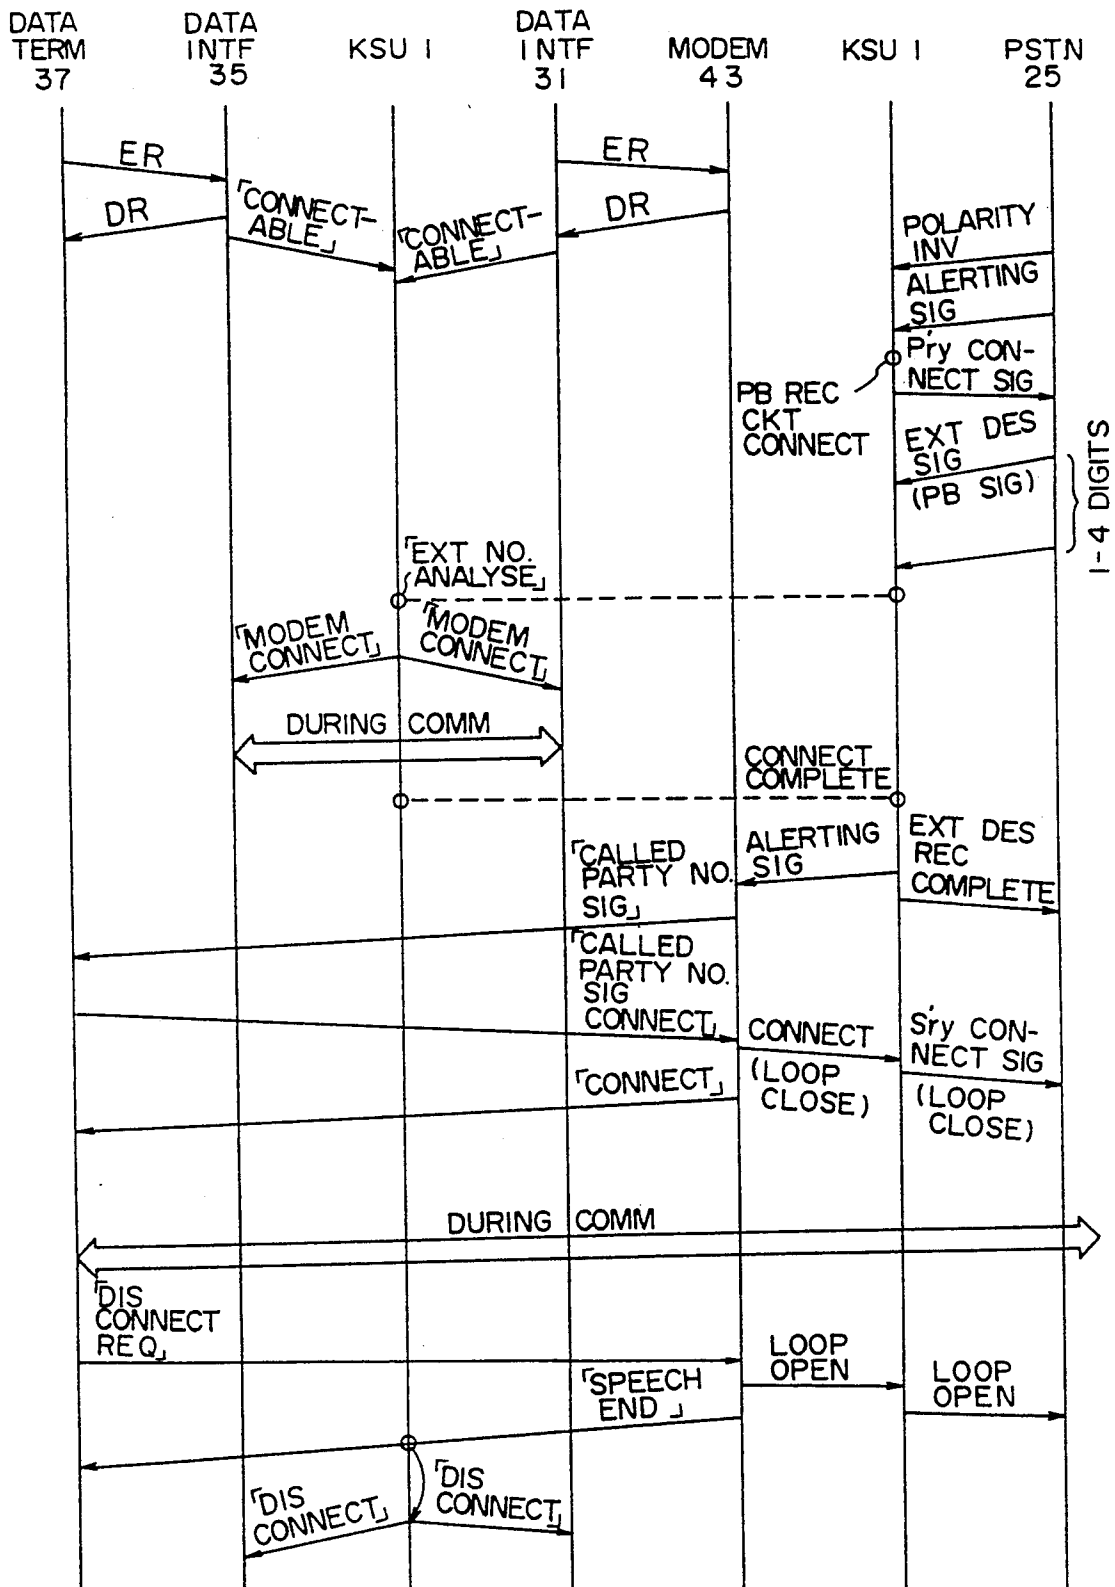 DATA TERM 37
DATA INTF 35
KSU 1
DATA INTF 31
MODEM 43
KSU 1
PSTN 25
ER
ER
DR
「CONNECT-
ABLE」
「CONNECT-
ABLE」
DR
POLARITY
INV
ALERTING
SIG
P'ry CON-
NECT SIG
PB REC
CKT
CONNECT
EXT DES
SIG
(PB SIG)
1-4 DIGITS
「EXT NO.
ANALYSE」
「MODEM
CONNECT」
「MODEM
CONNECT」
DURING COMM
CONNECT
COMPLETE
ALERTING
SIG
EXT DES
REC
COMPLETE
「CALLED
PARTY NO.
SIG」
「CALLED
PARTY NO.
SIG
CONNECT」
CONNECT
(LOOP
CLOSE)
S'ry CON-
NECT SIG
(LOOP
CLOSE)
「CONNECT」
DURING COMM
「DIS
CONNECT
REQ」
LOOP
OPEN
LOOP
OPEN
「SPEECH
END」
「DIS
CONNECT」
「DIS
CONNECT」